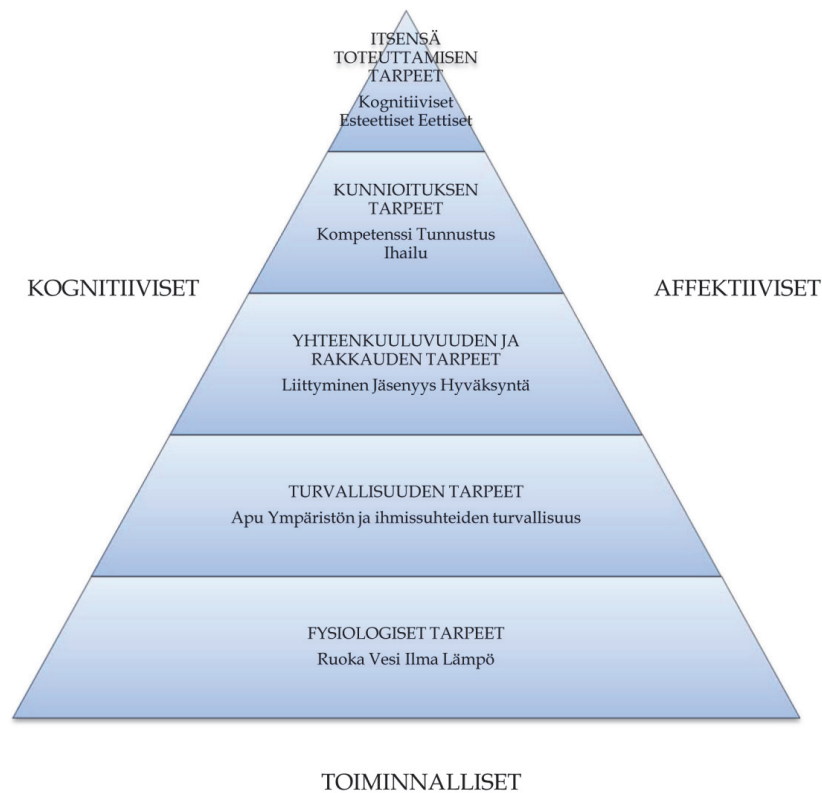 ITSENSÄ
TOTEUTTAMISEN
TARPEET
Kognitiiviset
Esteettiset Eettiset
KUNNIOITUKSEN
TARPEET
Kompetenssi Tunnustus
Ihailu
KOGNITIIVISET
AFFEKTIIVISET
YHTEENKUULUVUUDEN JA
RAKKAUDEN TARPEET
Liittyminen Jäsenyys Hyväksyntä
TURVALLISUUDEN TARPEET
Apu Ympäristön ja ihmissuhteiden turvallisuus
FYSIOLOGISET TARPEET
Ruoka Vesi Ilma Lämpö
TOIMINNALLISET